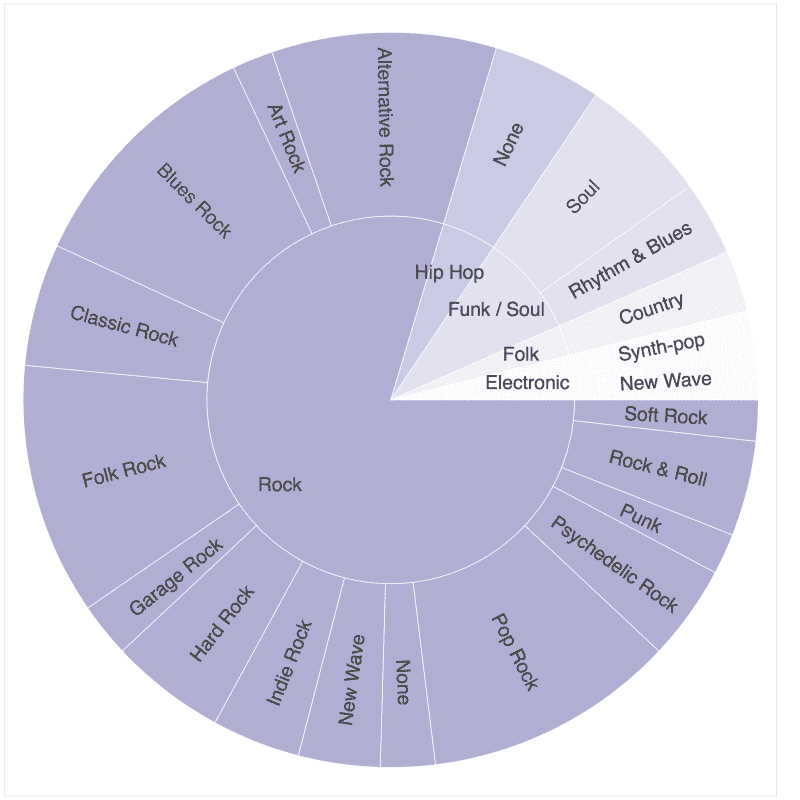 Alternative Rock
Art Rock
Blues Rock
Classic Rock
Folk Rock
Garage Rock
Hard Rock
Indie Rock
New Wave
None
Pop Rock
Psychedelic Rock
Punk
Rock & Roll
Soft Rock
Rock
None
Hip Hop
Soul
Rhythm & Blues
Funk / Soul
Country
Folk
Synth-pop
New Wave
Electronic